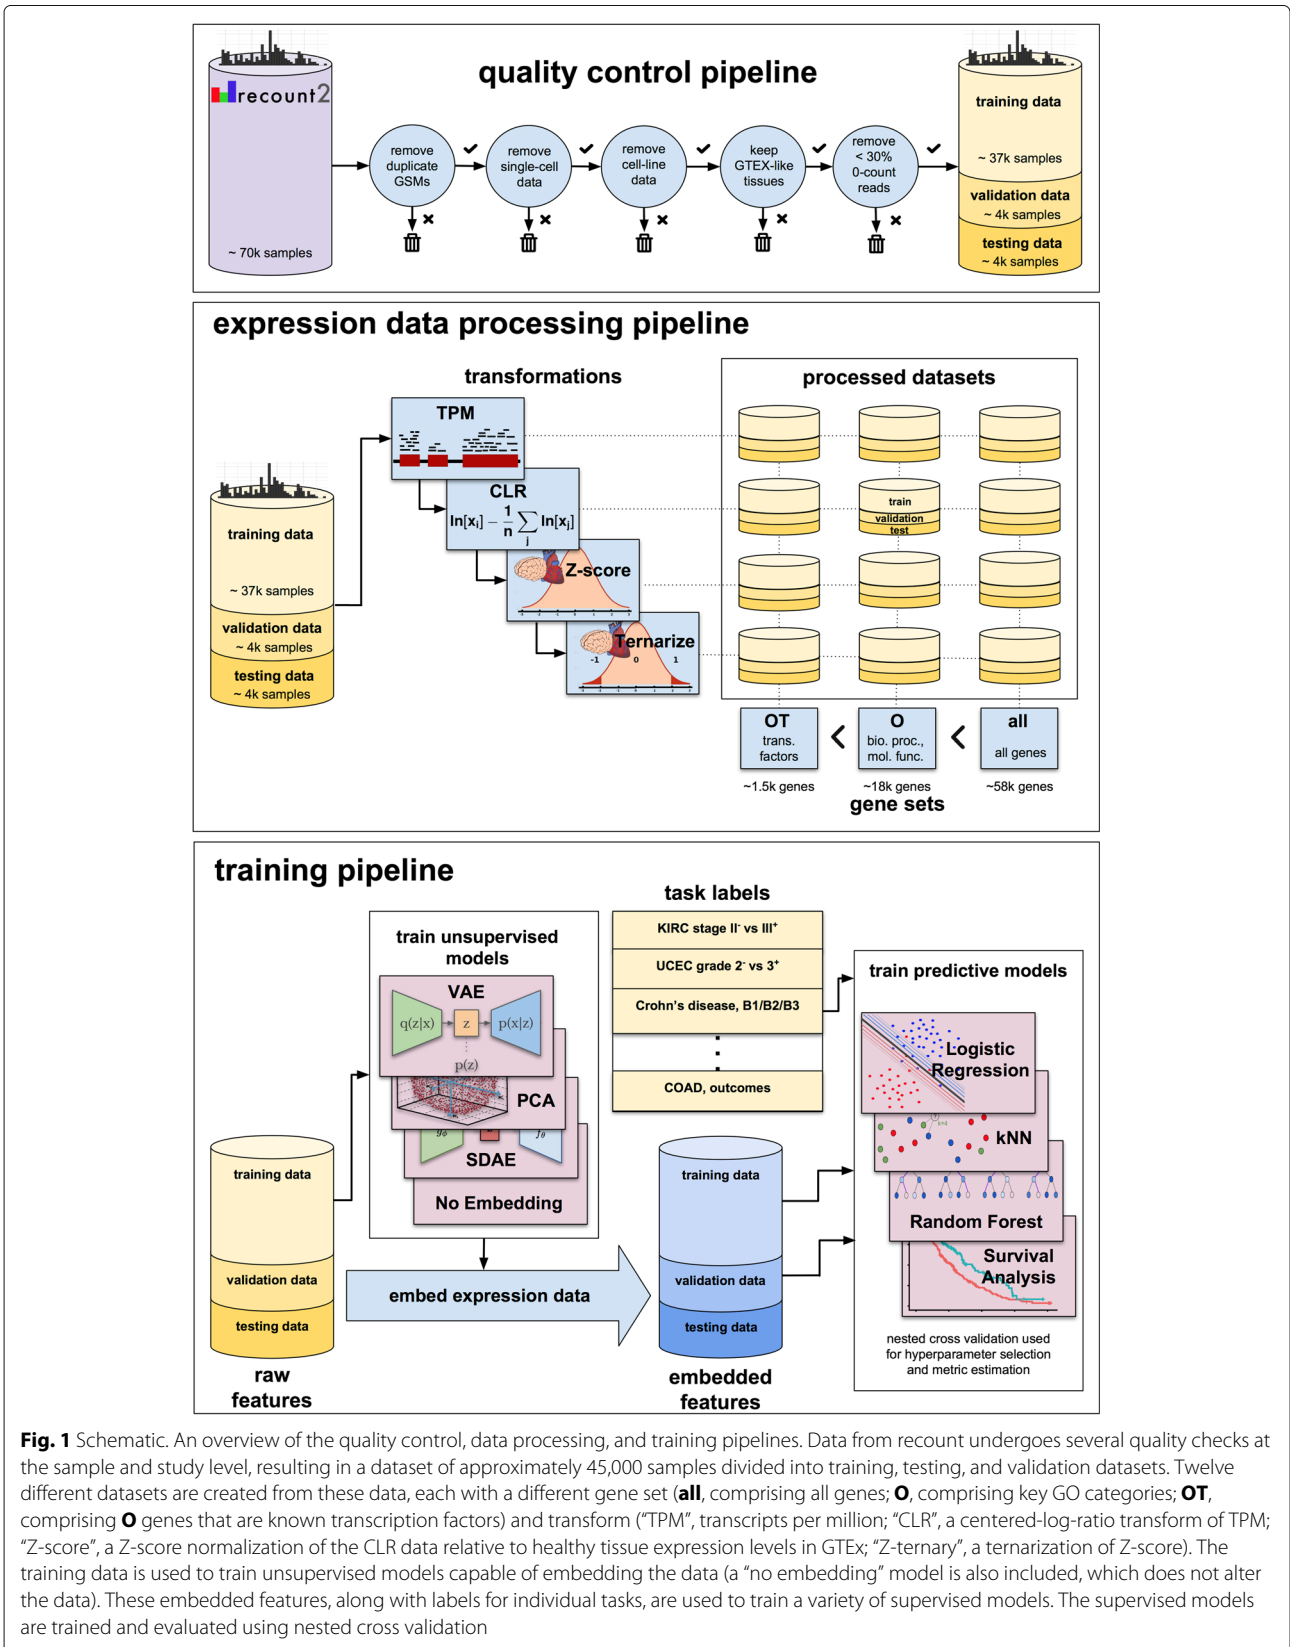 quality control pipeline
recount2
~ 70k samples
remove
duplicate
GSMs
remove
single-cell
data
remove
cell-line
data
keep
GTEX-like
tissues
remove
< 30%
0-count
reads
training data
~ 37k samples
validation data
~ 4k samples
testing data
~ 4k samples
expression data processing pipeline
transformations
processed datasets
TPM
CLR
ln[xᵢ] − 1/n ∑ⱼ ln[xⱼ]
Z-score
Ternarize
-1 0 1
training data
~ 37k samples
validation data
~ 4k samples
testing data
~ 4k samples
train
validation
test
OT
trans.
factors
<
O
bio. proc.,
mol. func.
<
all
all genes
~1.5k genes
~18k genes
~58k genes
gene sets
training pipeline
train unsupervised
models
VAE
q(z|x) z p(x|z)
p(z)
PCA
gϕ fθ
SDAE
No Embedding
task labels
KIRC stage II⁻ vs III⁺
UCEC grade 2⁻ vs 3⁺
Crohn's disease, B1/B2/B3
COAD, outcomes
train predictive models
Logistic
Regression
kNN
Random Forest
Survival
Analysis
nested cross validation used
for hyperparameter selection
and metric estimation
training data
validation data
testing data
raw
features
embed expression data
training data
validation data
testing data
embedded
features
Fig. 1 Schematic. An overview of the quality control, data processing, and training pipelines. Data from recount undergoes several quality checks at
the sample and study level, resulting in a dataset of approximately 45,000 samples divided into training, testing, and validation datasets. Twelve
different datasets are created from these data, each with a different gene set (all, comprising all genes; O, comprising key GO categories; OT,
comprising O genes that are known transcription factors) and transform ("TPM", transcripts per million; "CLR", a centered-log-ratio transform of TPM;
"Z-score", a Z-score normalization of the CLR data relative to healthy tissue expression levels in GTEx; "Z-ternary", a ternarization of Z-score). The
training data is used to train unsupervised models capable of embedding the data (a "no embedding" model is also included, which does not alter
the data). These embedded features, along with labels for individual tasks, are used to train a variety of supervised models. The supervised models
are trained and evaluated using nested cross validation